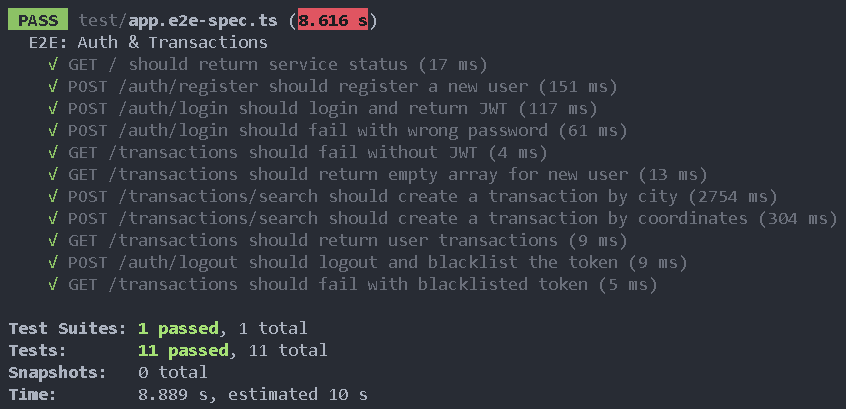 PASS test/app.e2e-spec.ts (8.616 s)
E2E: Auth & Transactions
√ GET / should return service status (17 ms)
√ POST /auth/register should register a new user (151 ms)
√ POST /auth/login should login and return JWT (117 ms)
√ POST /auth/login should fail with wrong password (61 ms)
√ GET /transactions should fail without JWT (4 ms)
√ GET /transactions should return empty array for new user (13 ms)
√ POST /transactions/search should create a transaction by city (2754 ms)
√ POST /transactions/search should create a transaction by coordinates (304 ms)
√ GET /transactions should return user transactions (9 ms)
√ POST /auth/logout should logout and blacklist the token (9 ms)
√ GET /transactions should fail with blacklisted token (5 ms)
Test Suites: 1 passed, 1 total
Tests: 11 passed, 11 total
Snapshots: 0 total
Time: 8.889 s, estimated 10 s